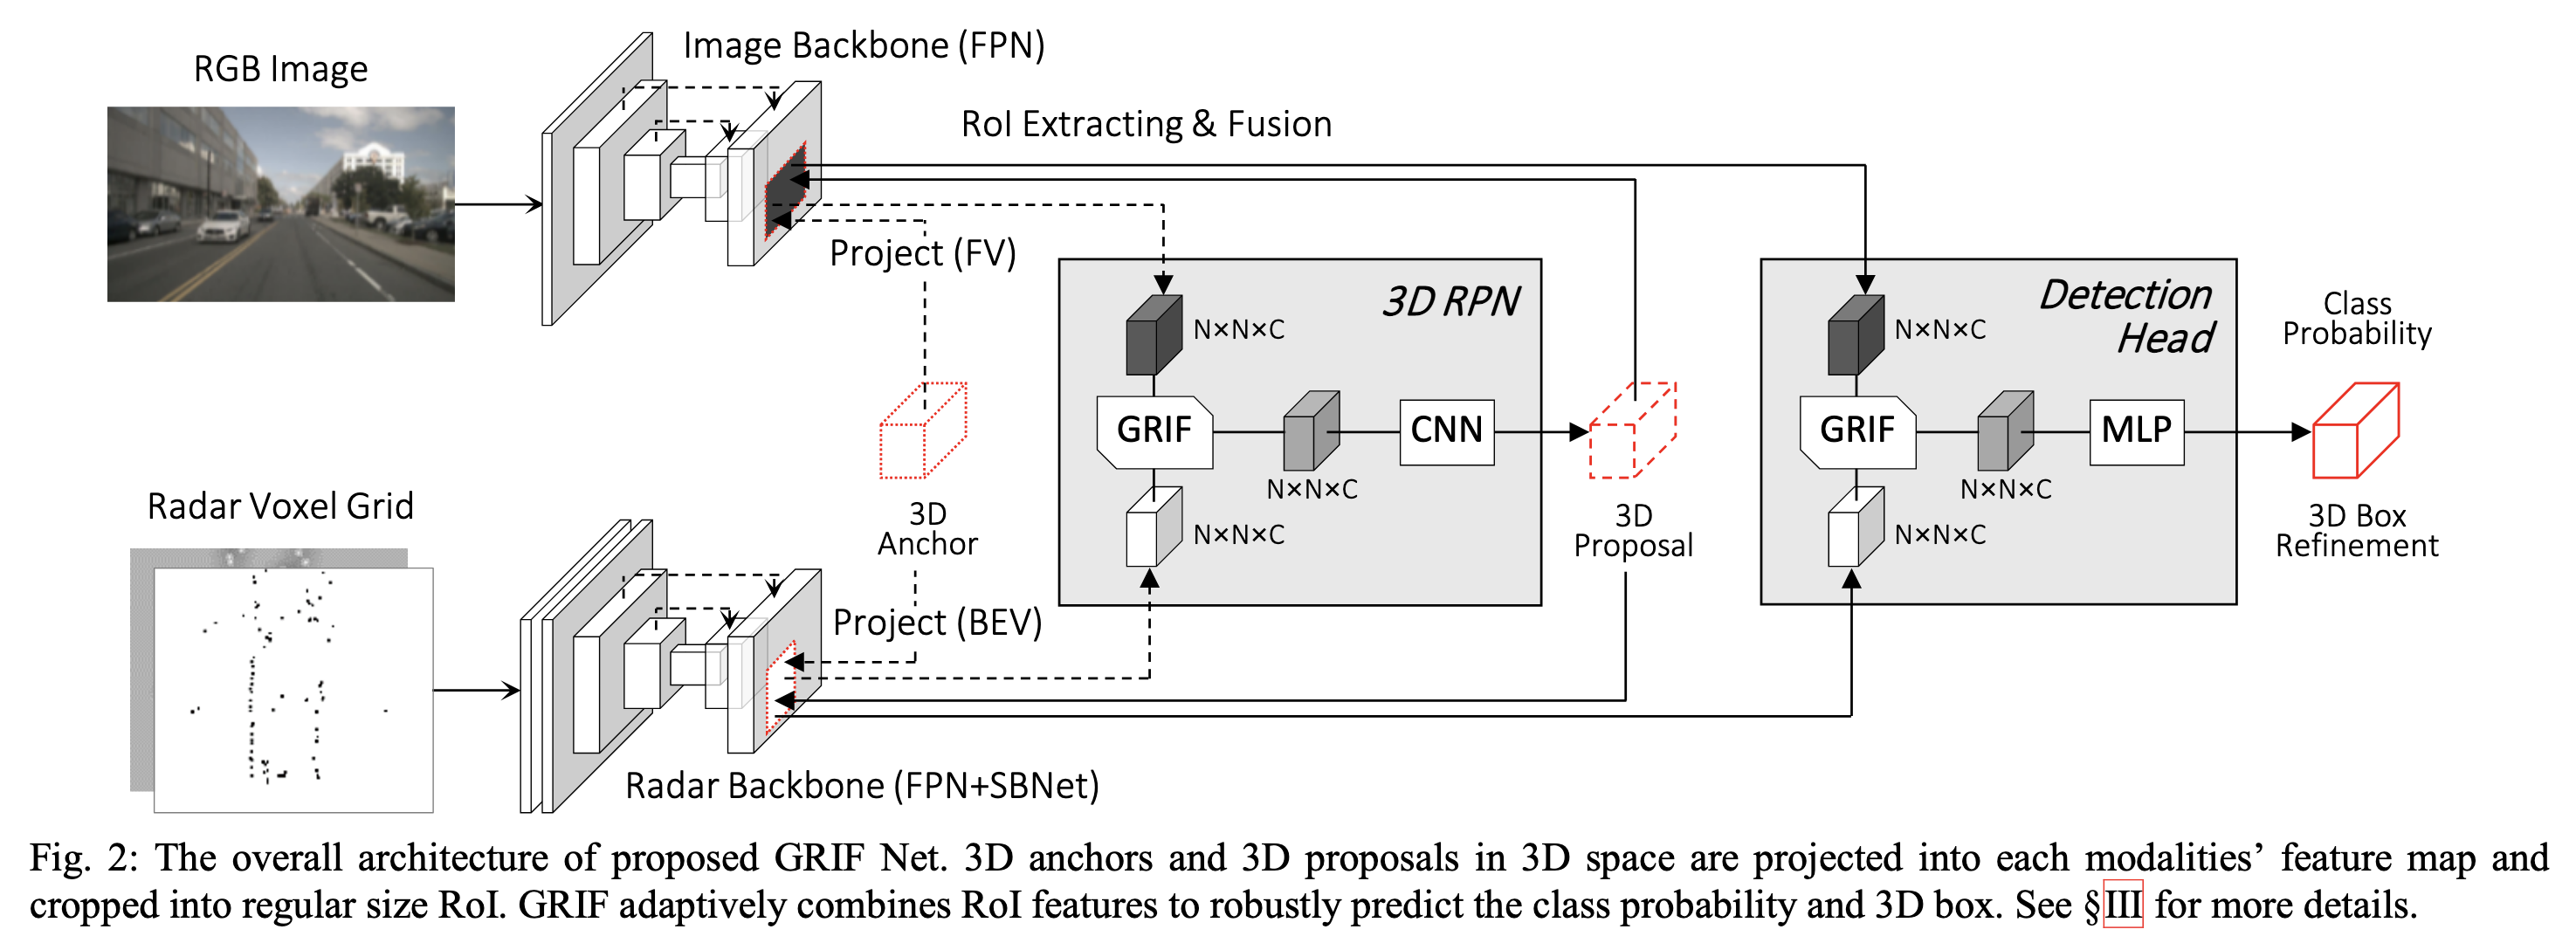 RGB Image
Image Backbone (FPN)
RoI Extracting & Fusion
Project (FV)
3D RPN
N×N×C
GRIF
N×N×C
CNN
N×N×C
Detection
Head
N×N×C
GRIF
N×N×C
MLP
N×N×C
Class
Probability
3D Box
Refinement
3D
Anchor
3D
Proposal
Radar Voxel Grid
Project (BEV)
Radar Backbone (FPN+SBNet)
Fig. 2: The overall architecture of proposed GRIF Net. 3D anchors and 3D proposals in 3D space are projected into each modalities’ feature map and
cropped into regular size RoI. GRIF adaptively combines RoI features to robustly predict the class probability and 3D box. See §III for more details.